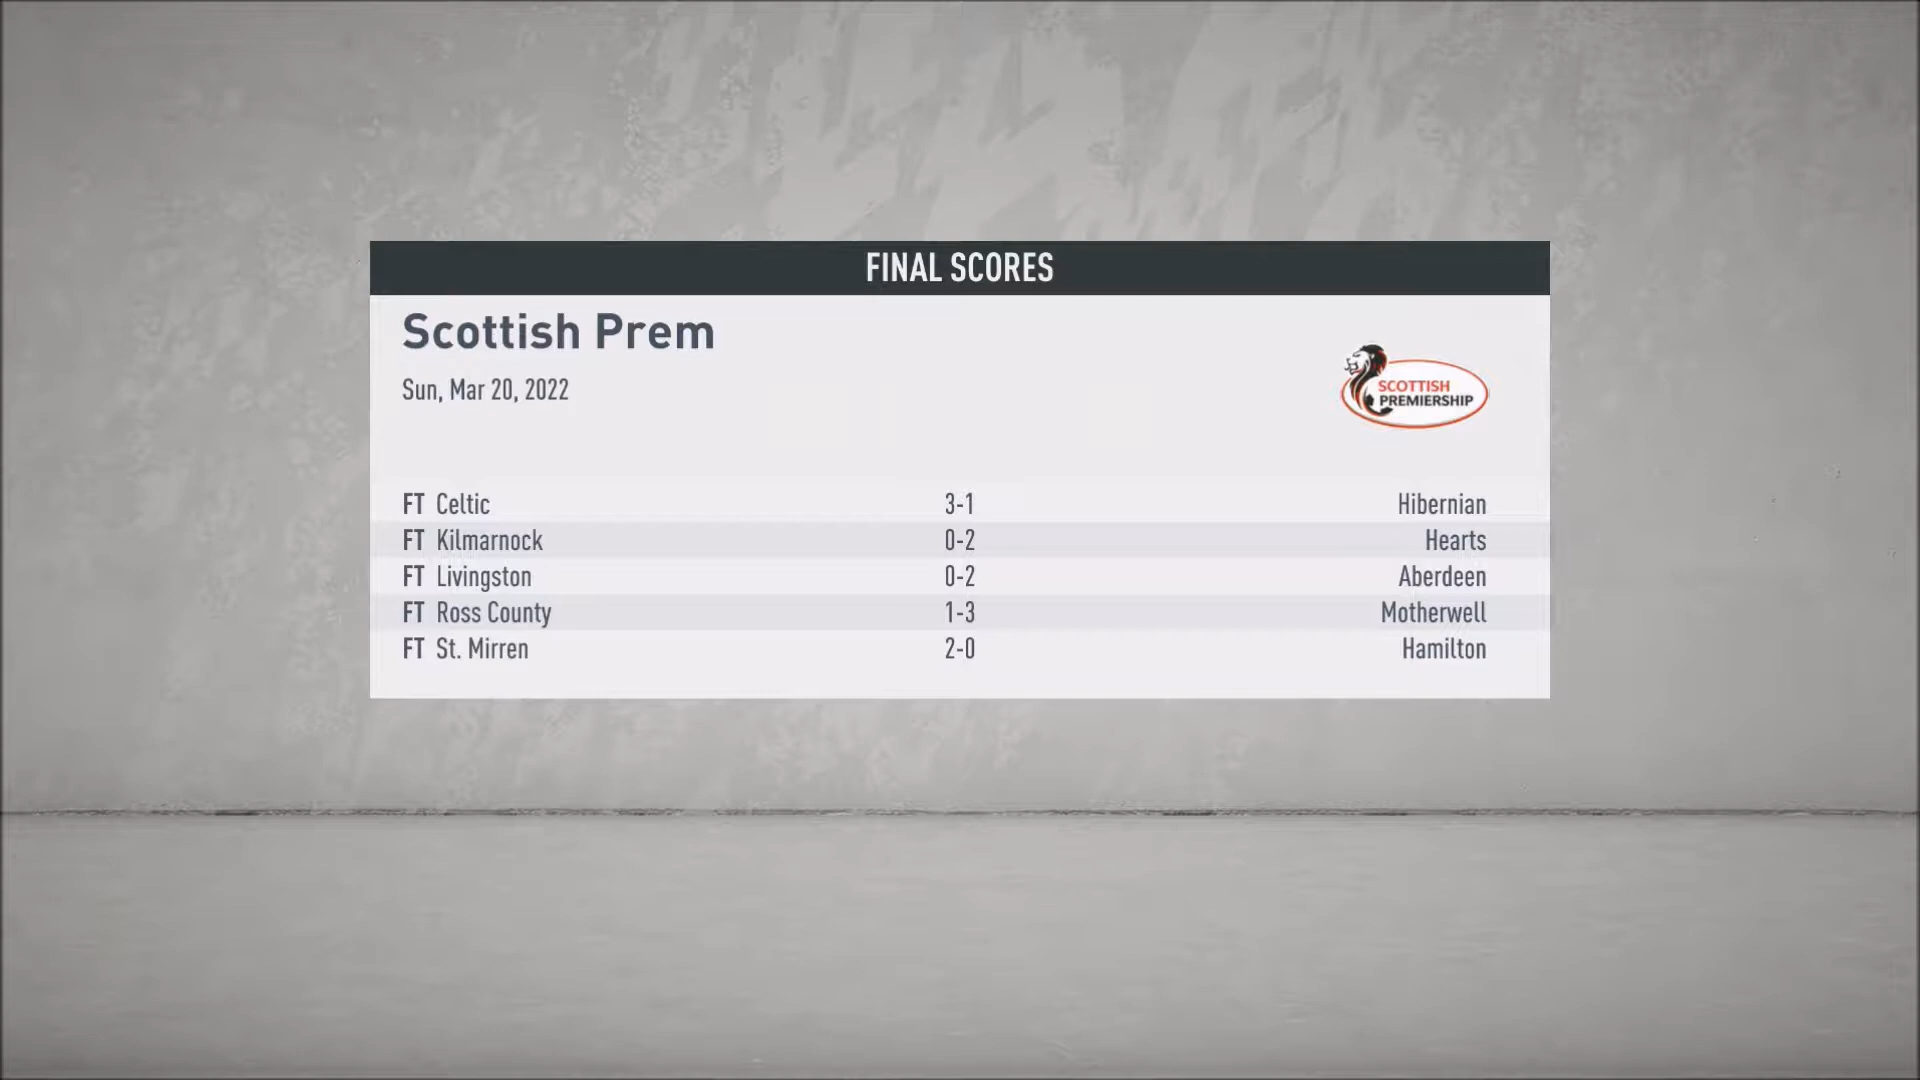 FINAL SCORES
Scottish Prem
Sun, Mar 20, 2022
SCOTTISH
PREMIERSHIP
FT Celtic 3-1 Hibernian
FT Kilmarnock 0-2 Hearts
FT Livingston 0-2 Aberdeen
FT Ross County 1-3 Motherwell
FT St. Mirren 2-0 Hamilton